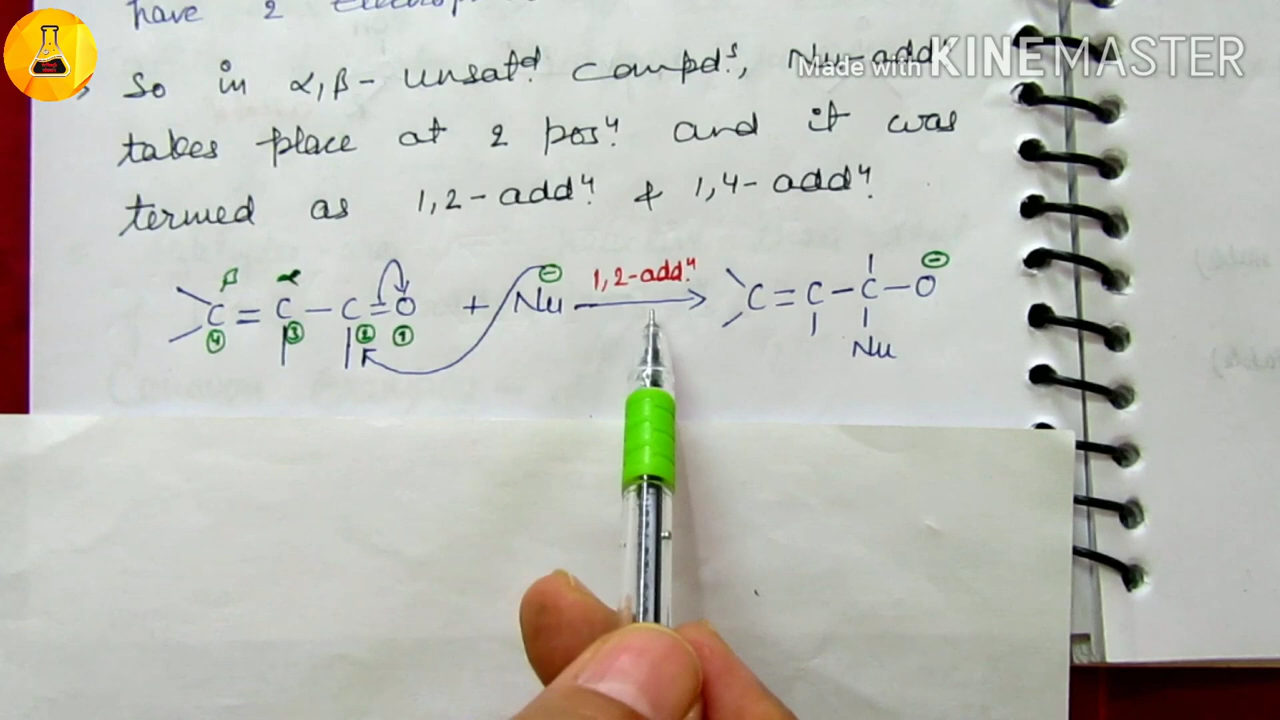 have 2
So in α,β- unsatd. compds., Nu-addn
Made with KINEMASTER
takes place at 2 posn. and it was
termed as 1,2-addn. & 1,4-addn.
β α ⊖ 1,2-addn. ⊖
C = C - C = O + Nu → C = C - C - O
4 3 2 1
Nu